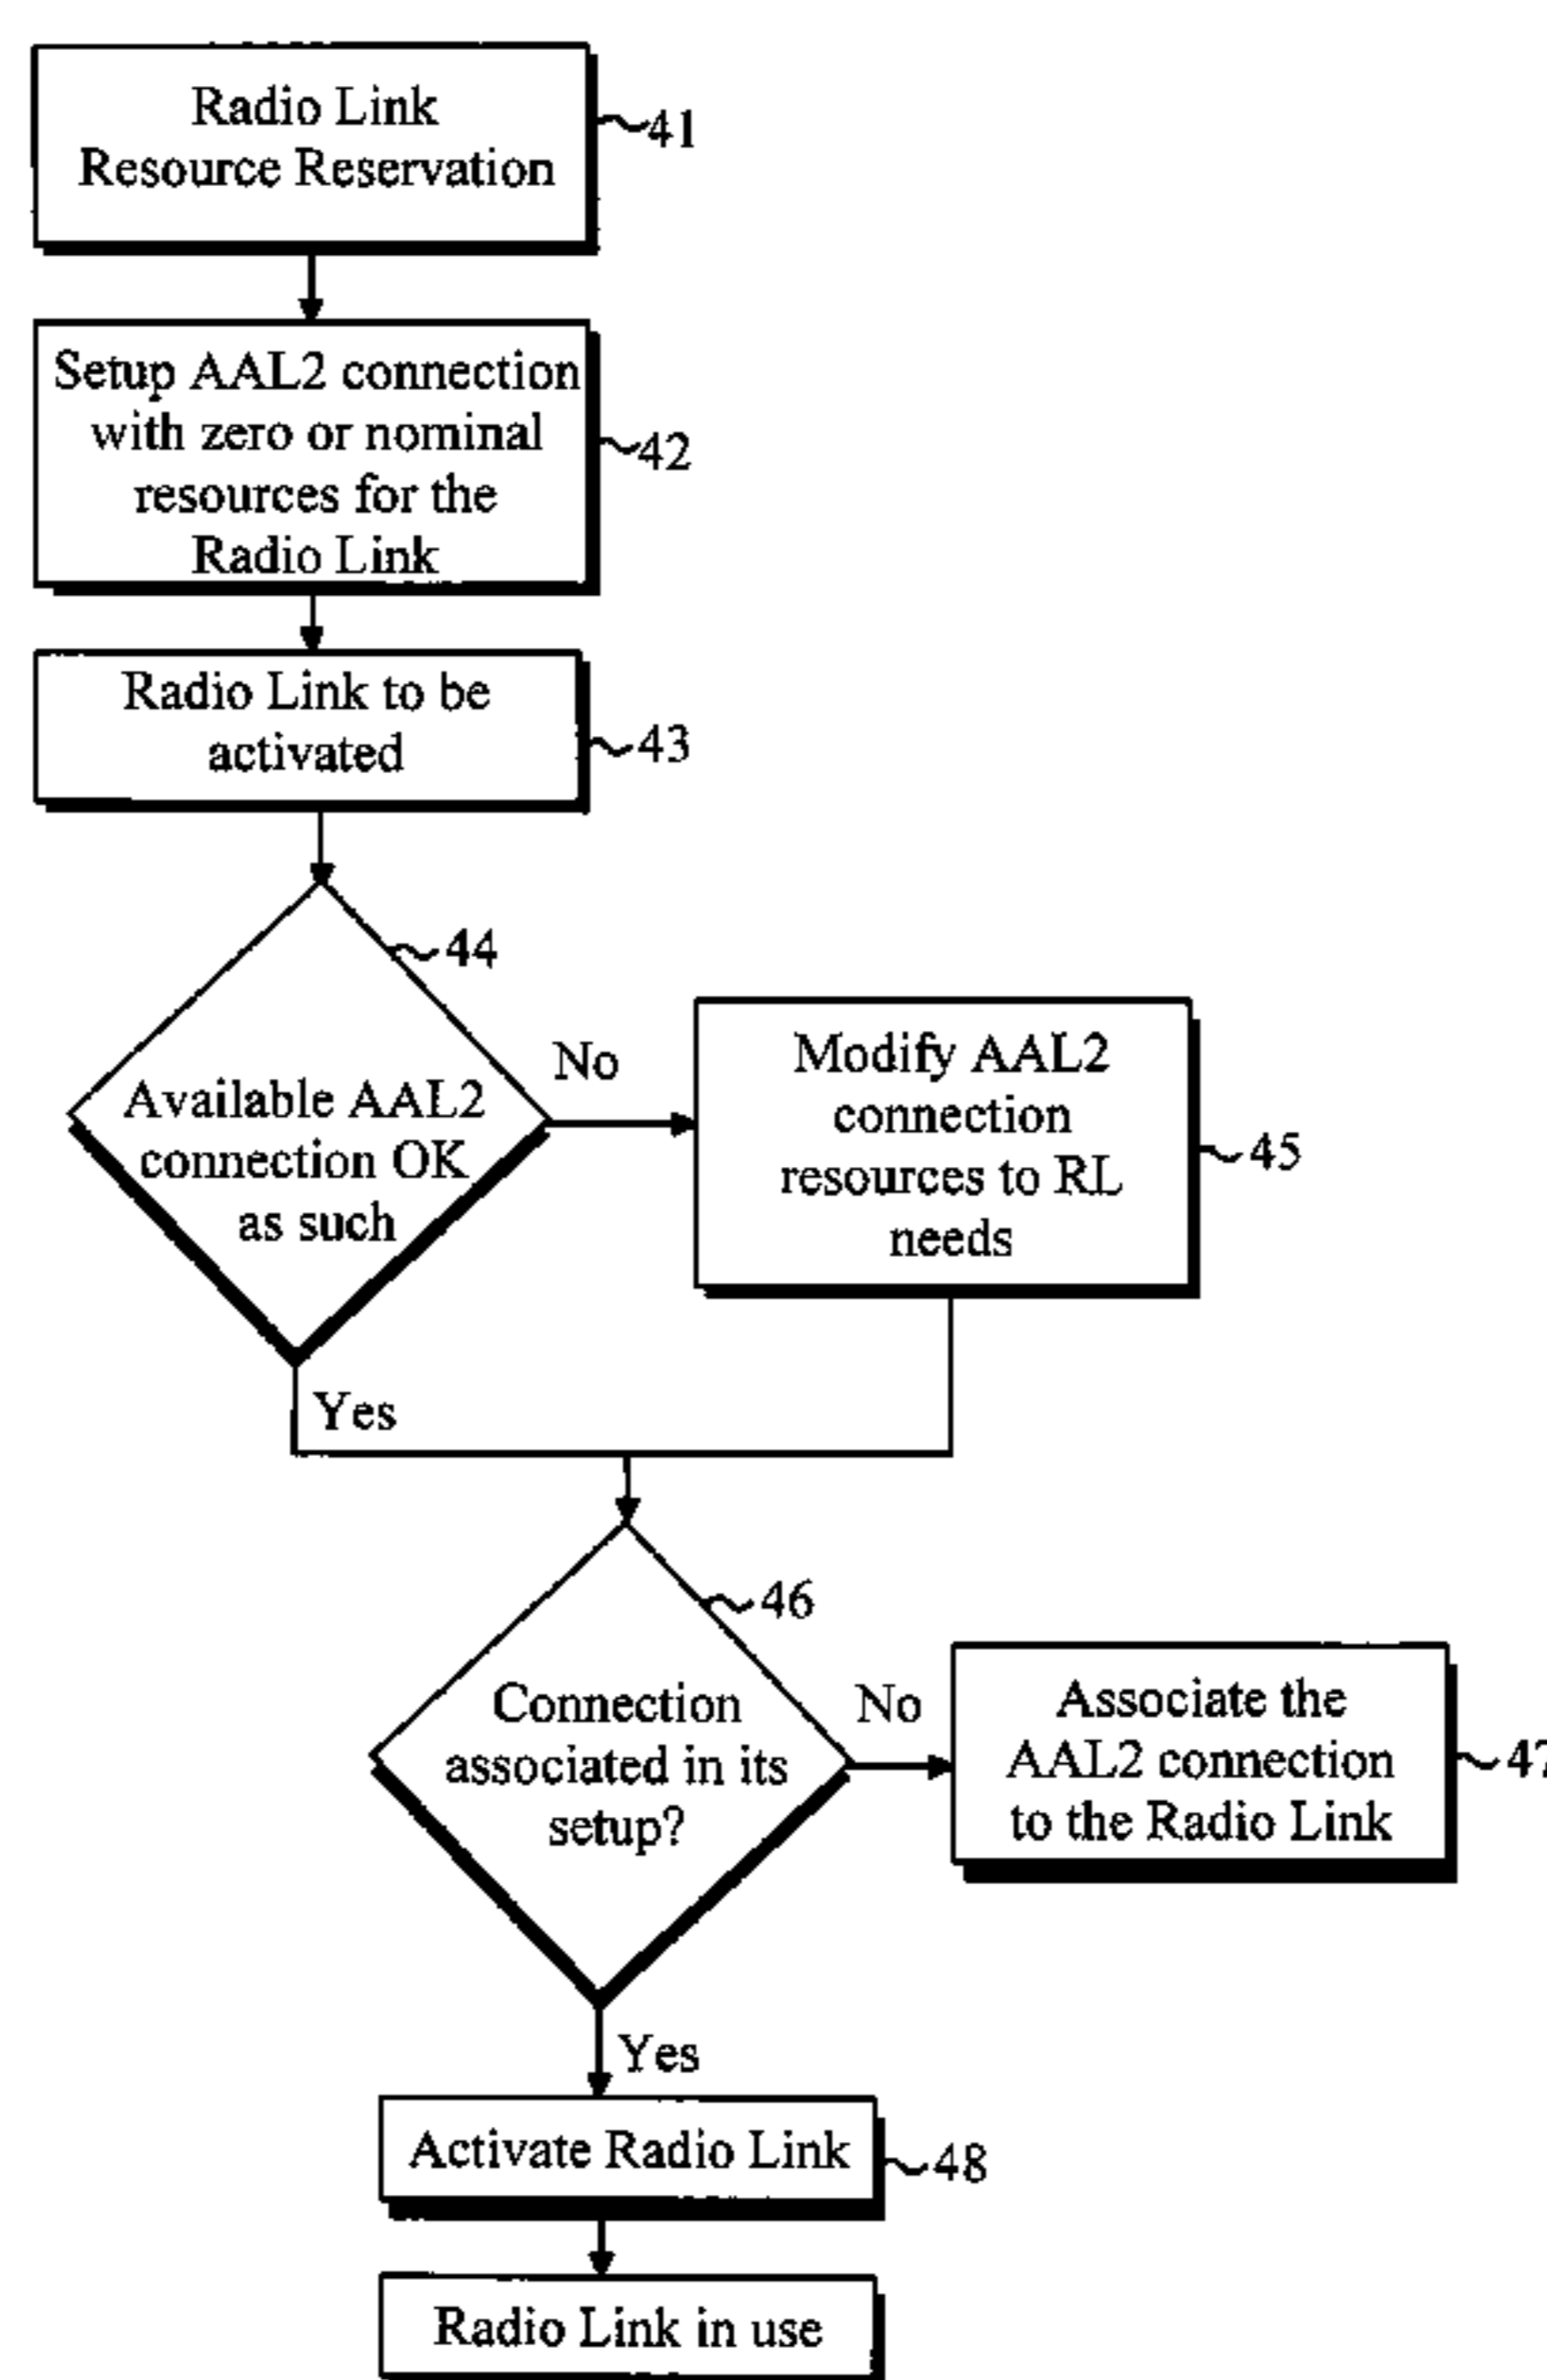 Radio Link
Resource Reservation
41
Setup AAL2 connection
with zero or nominal
resources for the
Radio Link
42
Radio Link to be
activated
43
44
Available AAL2
connection OK
as such
No
Modify AAL2
connection
resources to RL
needs
45
Yes
46
Connection
associated in its
setup?
No
Associate the
AAL2 connection
to the Radio Link
47
Yes
Activate Radio Link
48
Radio Link in use